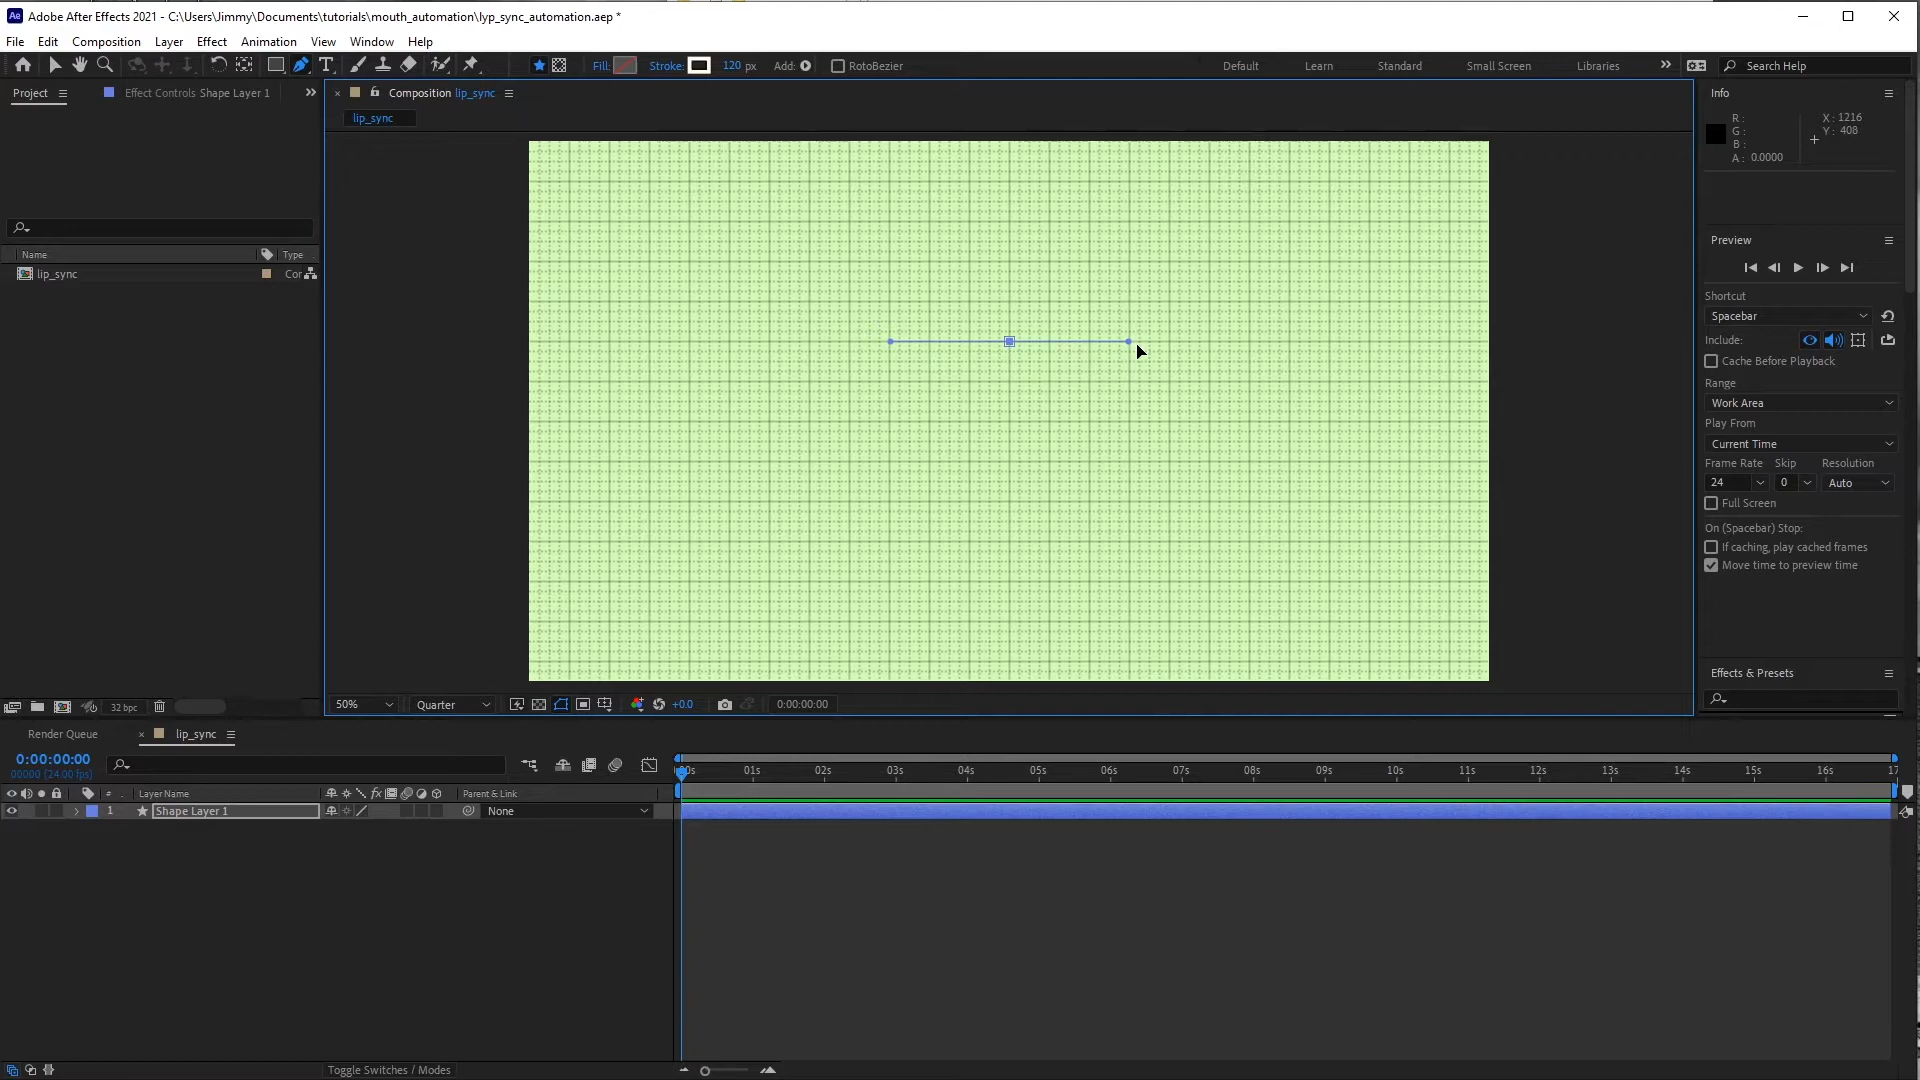 Adobe After Effects 2021 - C:\Users\Jimmy\Documents\tutorials\mouth_automation\lyp_sync_automation.aep *
File Edit Composition Layer Effect Animation View Window Help
Fill: Stroke: 120 px Add: RotoBezier Default Learn Standard Small Screen Libraries Search Help
Project Effect Controls Shape Layer 1
Composition lip_sync
lip_sync
Name Type
lip_sync Cor
32 bpc
50% Quarter +0.0 0:00:00:00
Info
R : X : 1216
G : Y : 408
B :
A : 0.0000
Preview
Shortcut
Spacebar
Include:
Cache Before Playback
Range
Work Area
Play From
Current Time
Frame Rate Skip Resolution
24 0 Auto
Full Screen
On (Spacebar) Stop:
If caching, play cached frames
Move time to preview time
Effects & Presets
Render Queue lip_sync
0:00:00:00
00000 (24.00 fps)
00s 01s 02s 03s 04s 05s 06s 07s 08s 09s 10s 11s 12s 13s 14s 15s 16s 17
# Layer Name fx Parent & Link
1 Shape Layer 1 None
Toggle Switches / Modes